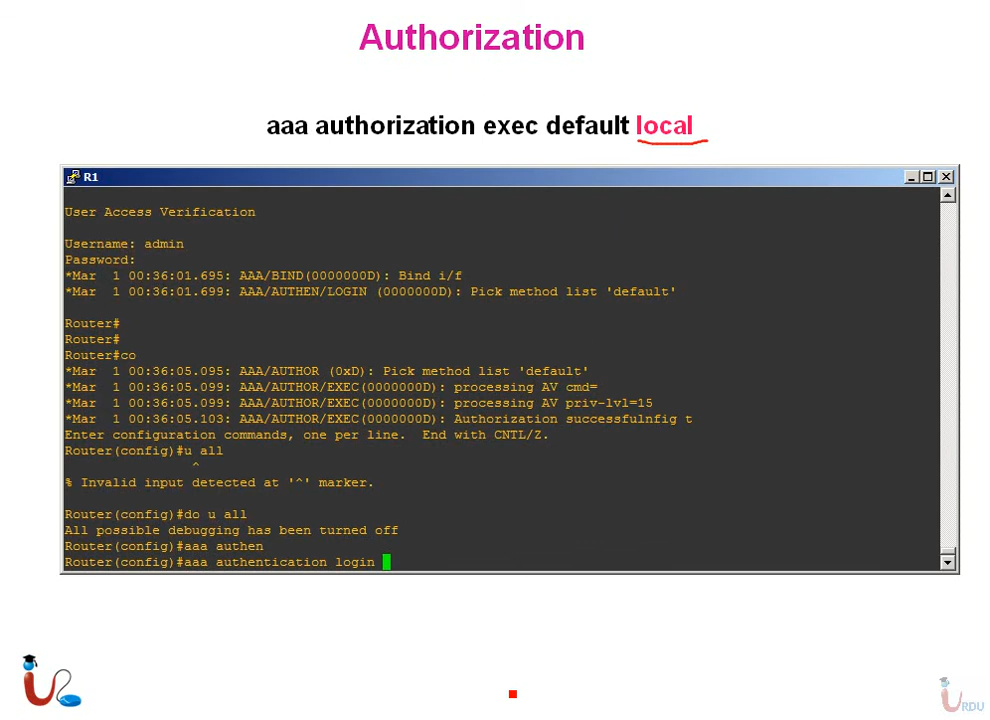 Authorization
aaa authorization exec default local
R1
User Access Verification
Username: admin
Password:
*Mar  1 00:36:01.695: AAA/BIND(0000000D): Bind i/f
*Mar  1 00:36:01.699: AAA/AUTHEN/LOGIN (0000000D): Pick method list 'default'
Router#
Router#
Router#co
*Mar  1 00:36:05.095: AAA/AUTHOR (0xD): Pick method list 'default'
*Mar  1 00:36:05.099: AAA/AUTHOR/EXEC(0000000D): processing AV cmd=
*Mar  1 00:36:05.099: AAA/AUTHOR/EXEC(0000000D): processing AV priv-lvl=15
*Mar  1 00:36:05.103: AAA/AUTHOR/EXEC(0000000D): Authorization successfulnfig t
Enter configuration commands, one per line.  End with CNTL/Z.
Router(config)#u all
^
% Invalid input detected at '^' marker.
Router(config)#do u all
All possible debugging has been turned off
Router(config)#aaa authen
Router(config)#aaa authentication login
iU
iURDU